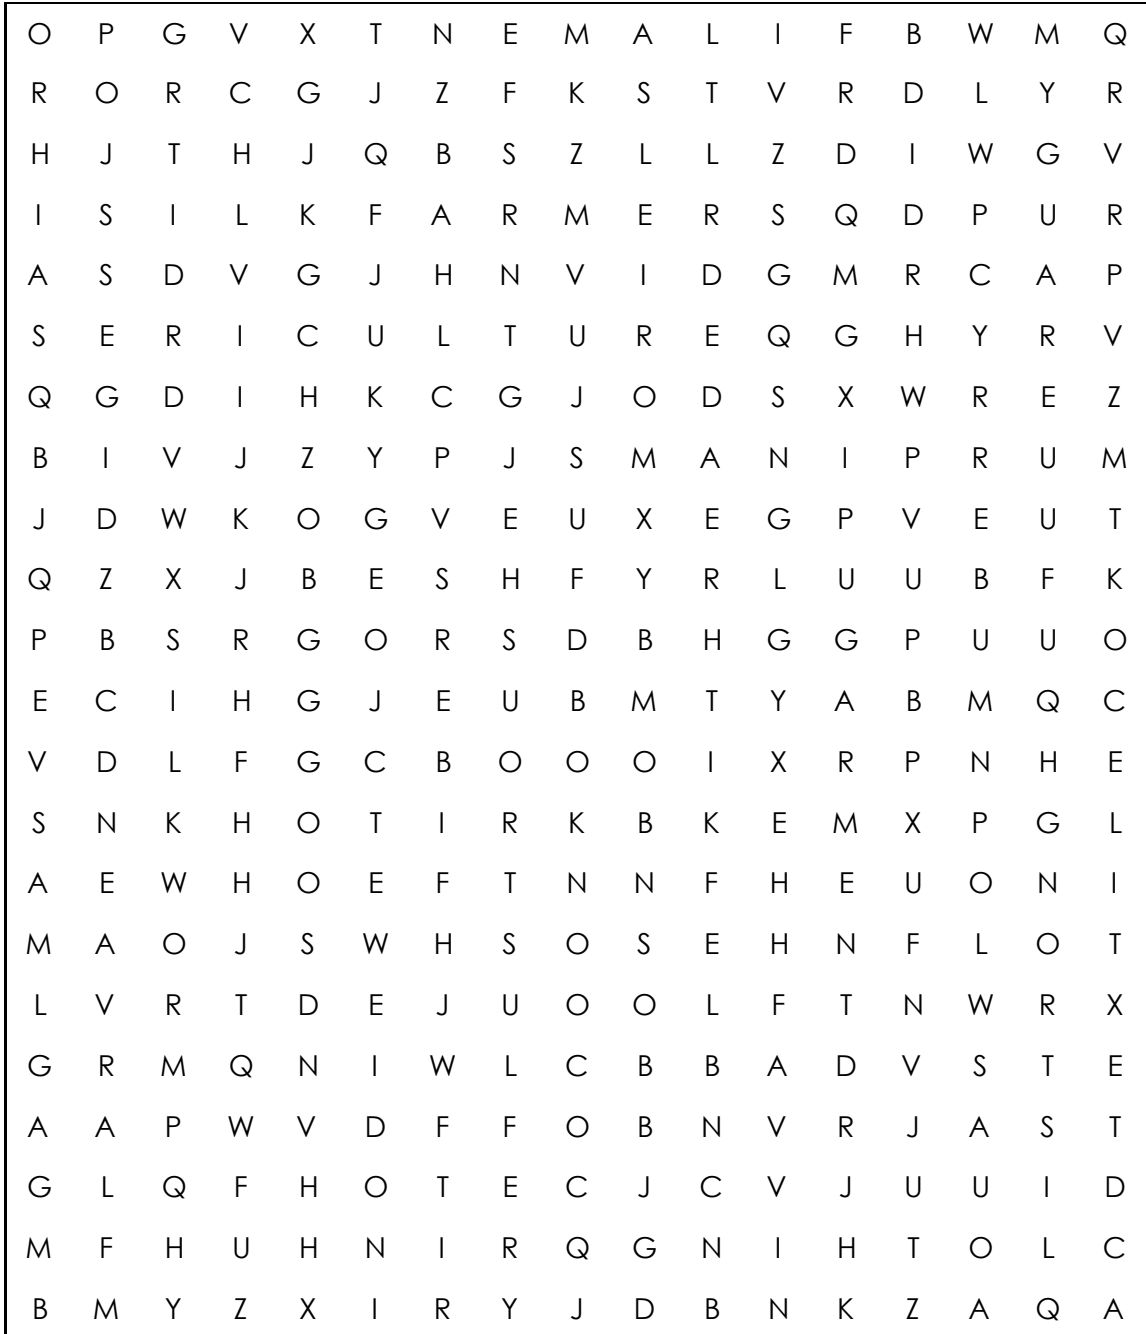 O P G V X T N E M A L I F B W M Q
R O R C G J Z F K S T V R D L Y R
H J T H J Q B S Z L L Z D I W G V
I S I L K F A R M E R S Q D P U R
A S D V G J H N V I D G M R C A P
S E R I C U L T U R E Q G H Y R V
Q G D I H K C G J O D S X W R E Z
B I V J Z Y P J S M A N I P R U M
J D W K O G V E U X E G P V E U T
Q Z X J B E S H F Y R L U U B F K
P B S R G O R S D B H G G P U U O
E C I H G J E U B M T Y A B M Q C
V D L F G C B O O O I X R P N H E
S N K H O T I R K B K E M X P G L
A E W H O E F T N N F H E U O N I
M A O J S W H S O S E H N F L O T
L V R T D E J U O O L F T N W R X
G R M Q N I W L C B B A D V S T E
A A P W V D F F O B N V R J A S T
G L Q F H O T E C J C V J U U I D
M F H U H N I R Q G N I H T O L C
B M Y Z X I R Y J D B N K Z A Q A